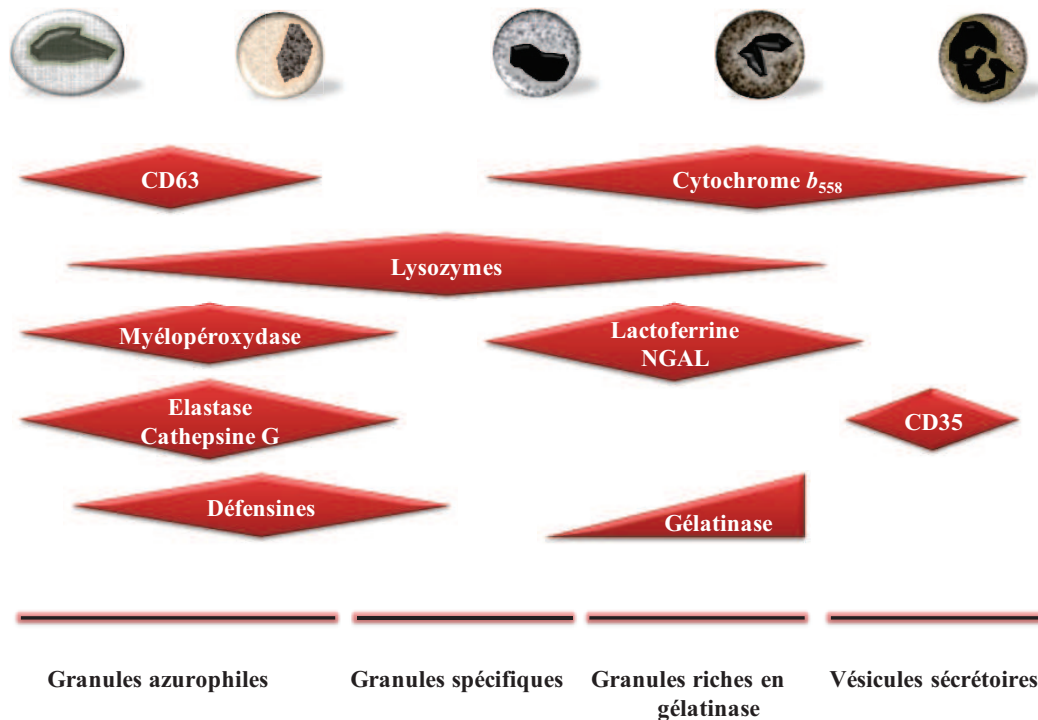 CD63
Cytochrome b558
Lysozymes
Myélopéroxydase
Lactoferrine
NGAL
Elastase
Cathepsine G
CD35
Défensines
Gélatinase
Granules azurophiles
Granules spécifiques
Granules riches en
gélatinase
Vésicules sécrétoires